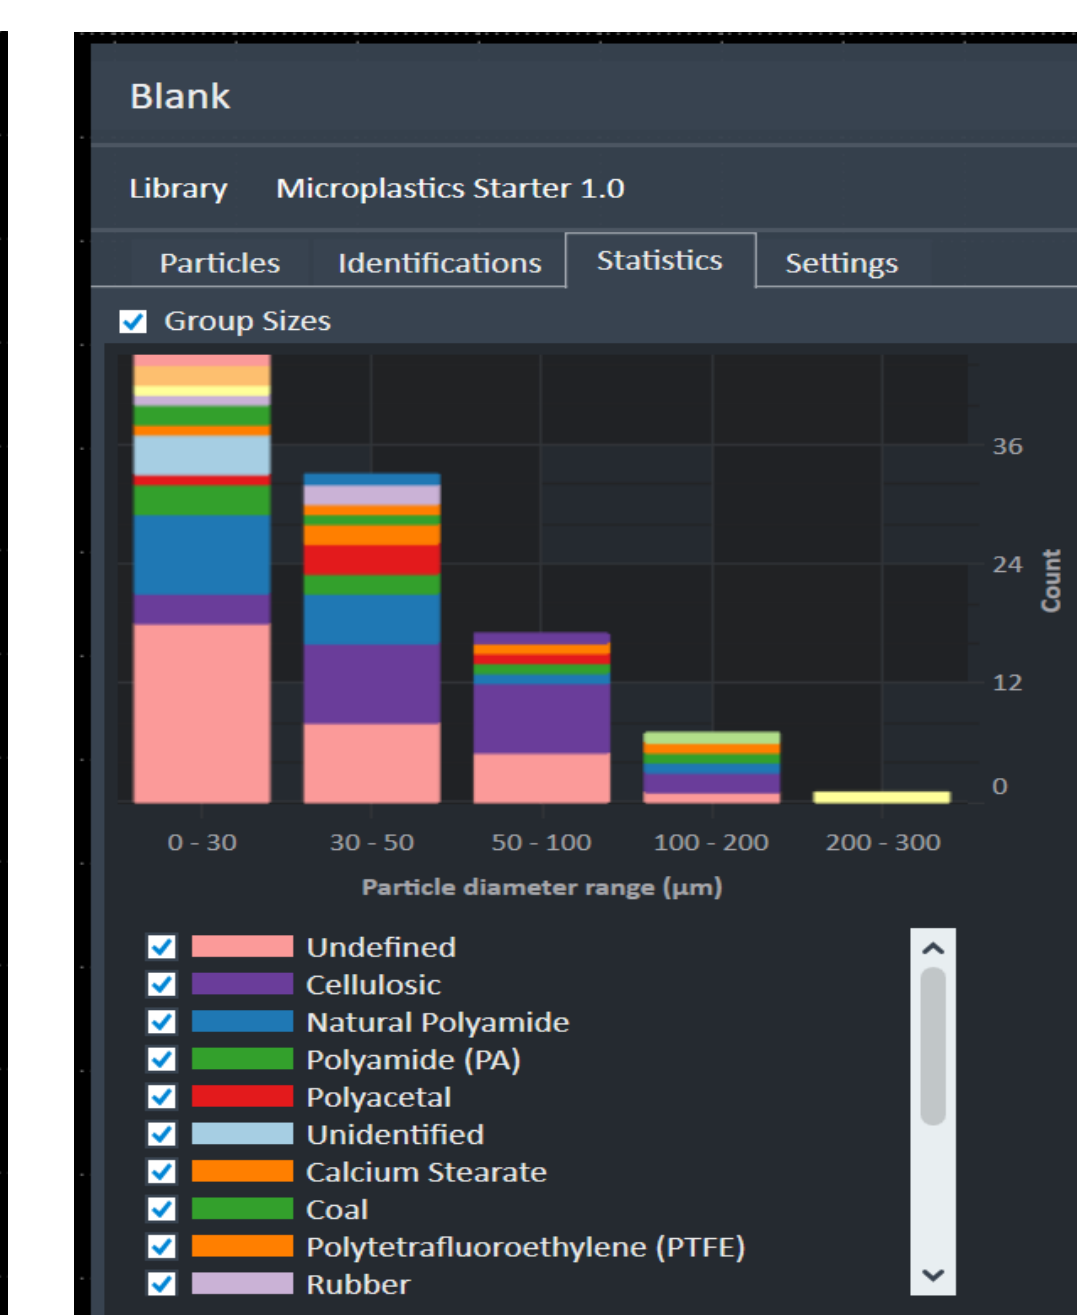 Blank
Library Microplastics Starter 1.0
Particles Identifications Statistics Settings
Group Sizes
36
24
12
0
Count
0 - 30 30 - 50 50 - 100 100 - 200 200 - 300
Particle diameter range (µm)
Undefined
Cellulosic
Natural Polyamide
Polyamide (PA)
Polyacetal
Unidentified
Calcium Stearate
Coal
Polytetrafluoroethylene (PTFE)
Rubber